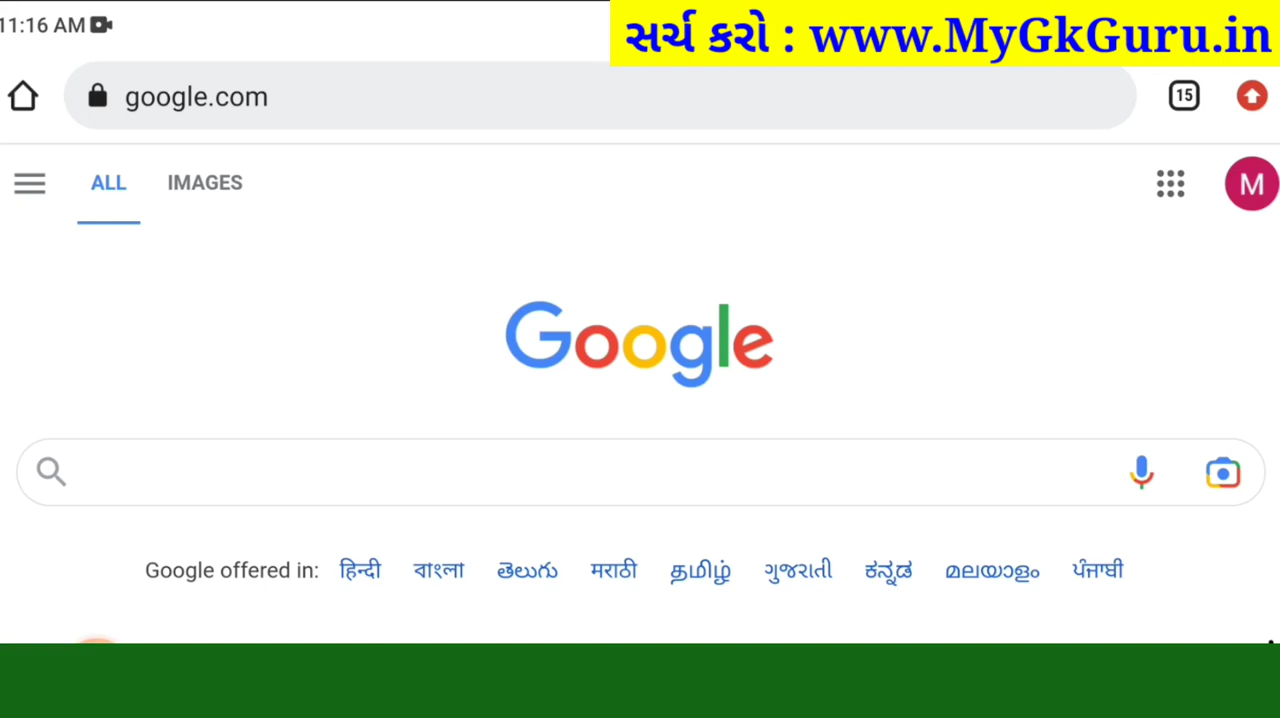 11:16 AM
સર્ચ કરો : www.MyGkGuru.in
google.com
15
ALL IMAGES
M
Google
Google offered in: हिन्दी বাংলা తెలుగు मराठी தமிழ் ગુજરાતી ಕನ್ನಡ മലയാളം ਪੰਜਾਬੀ